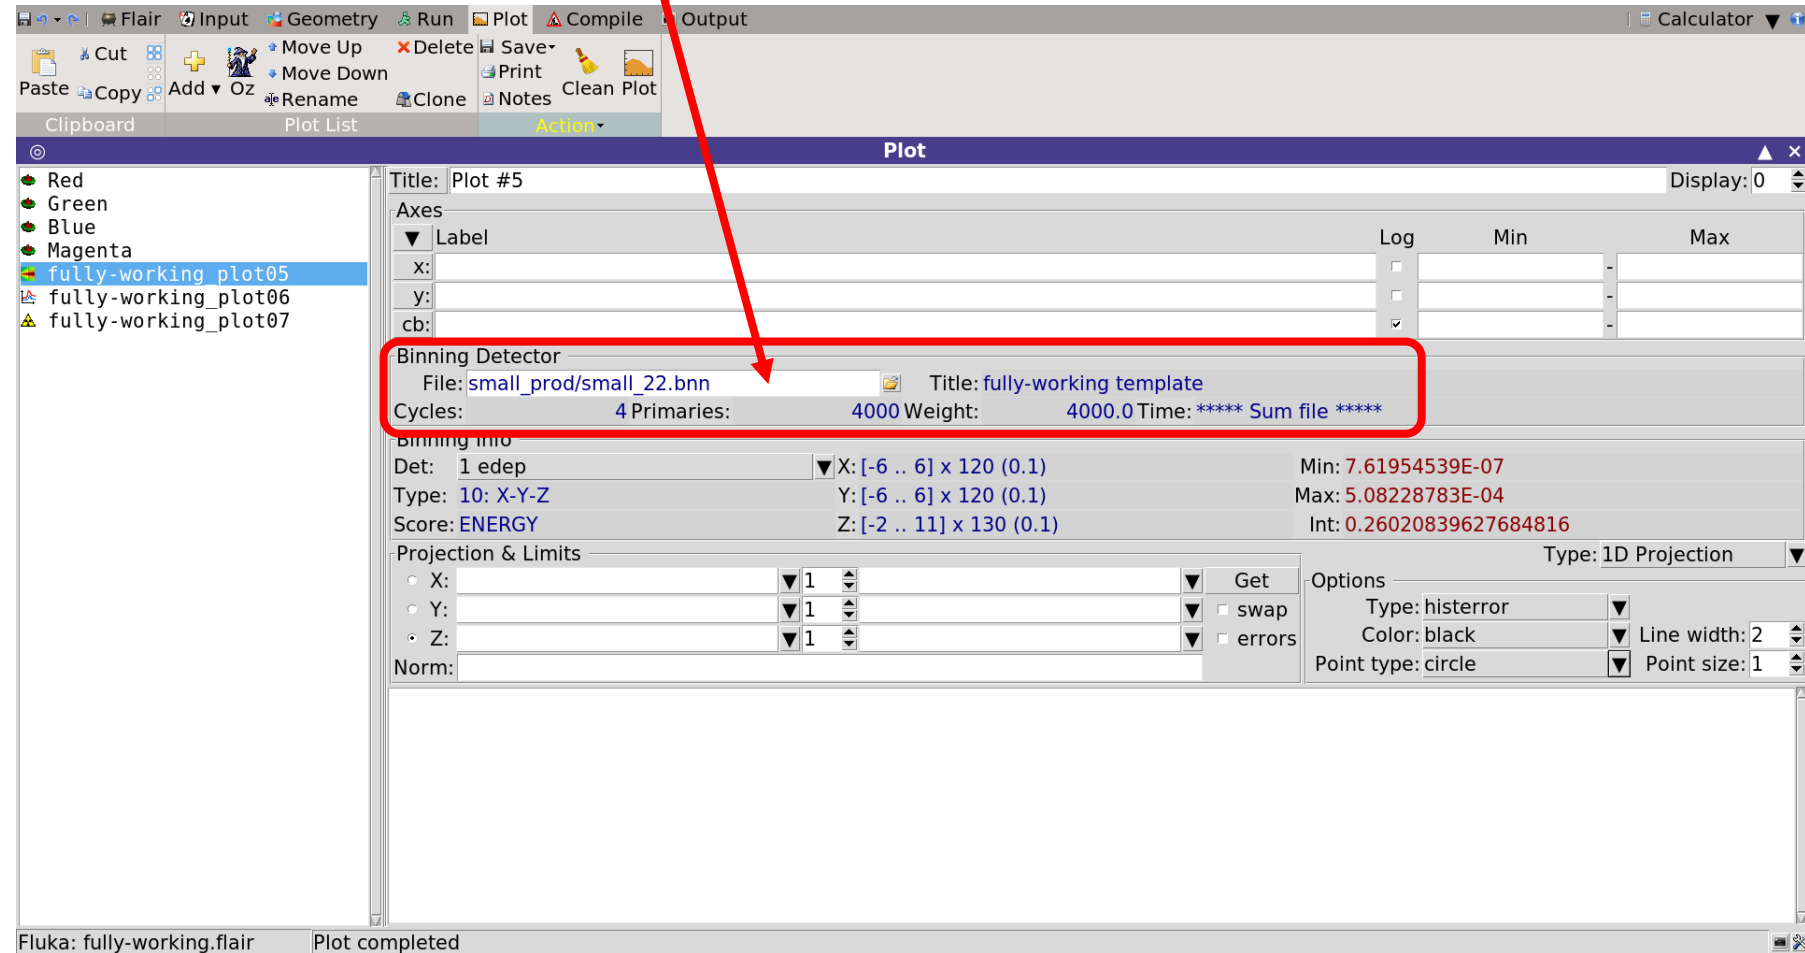 Flair Input Geometry Run Plot Compile Output Calculator
Cut Move Up Delete Save
Print
Move Down
Paste Copy Add Oz Rename Clone Notes Clean Plot
Clipboard Plot List Action
Plot
Red
Green
Blue
Magenta
fully-working_plot05
fully-working_plot06
fully-working_plot07
Title: Plot #5 Display: 0
Axes
Label Log Min Max
x: -
y: -
cb: -
Binning Detector
File: small_prod/small_22.bnn Title: fully-working template
Cycles: 4 Primaries: 4000 Weight: 4000.0 Time: ***** Sum file *****
Binning Info
Det: 1 edep X: [-6 .. 6] x 120 (0.1) Min: 7.61954539E-07
Type: 10: X-Y-Z Y: [-6 .. 6] x 120 (0.1) Max: 5.08228783E-04
Score: ENERGY Z: [-2 .. 11] x 130 (0.1) Int: 0.26020839627684816
Projection & Limits Type: 1D Projection
X: 1 Get Options
Y: 1 swap Type: histerror
Z: 1 errors Color: black Line width: 2
Norm: Point type: circle Point size: 1
Fluka: fully-working.flair Plot completed